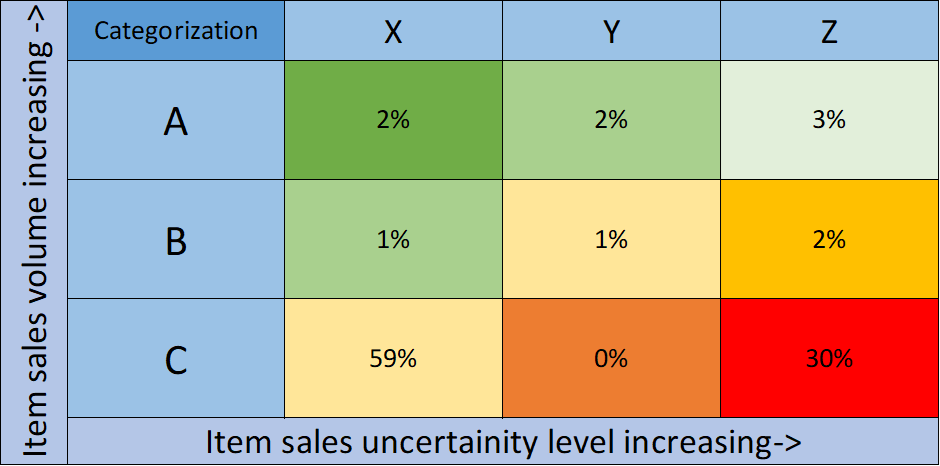 Item sales volume increasing ->
Categorization X Y Z
A 2% 2% 3%
B 1% 1% 2%
C 59% 0% 30%
Item sales uncertainity level increasing->